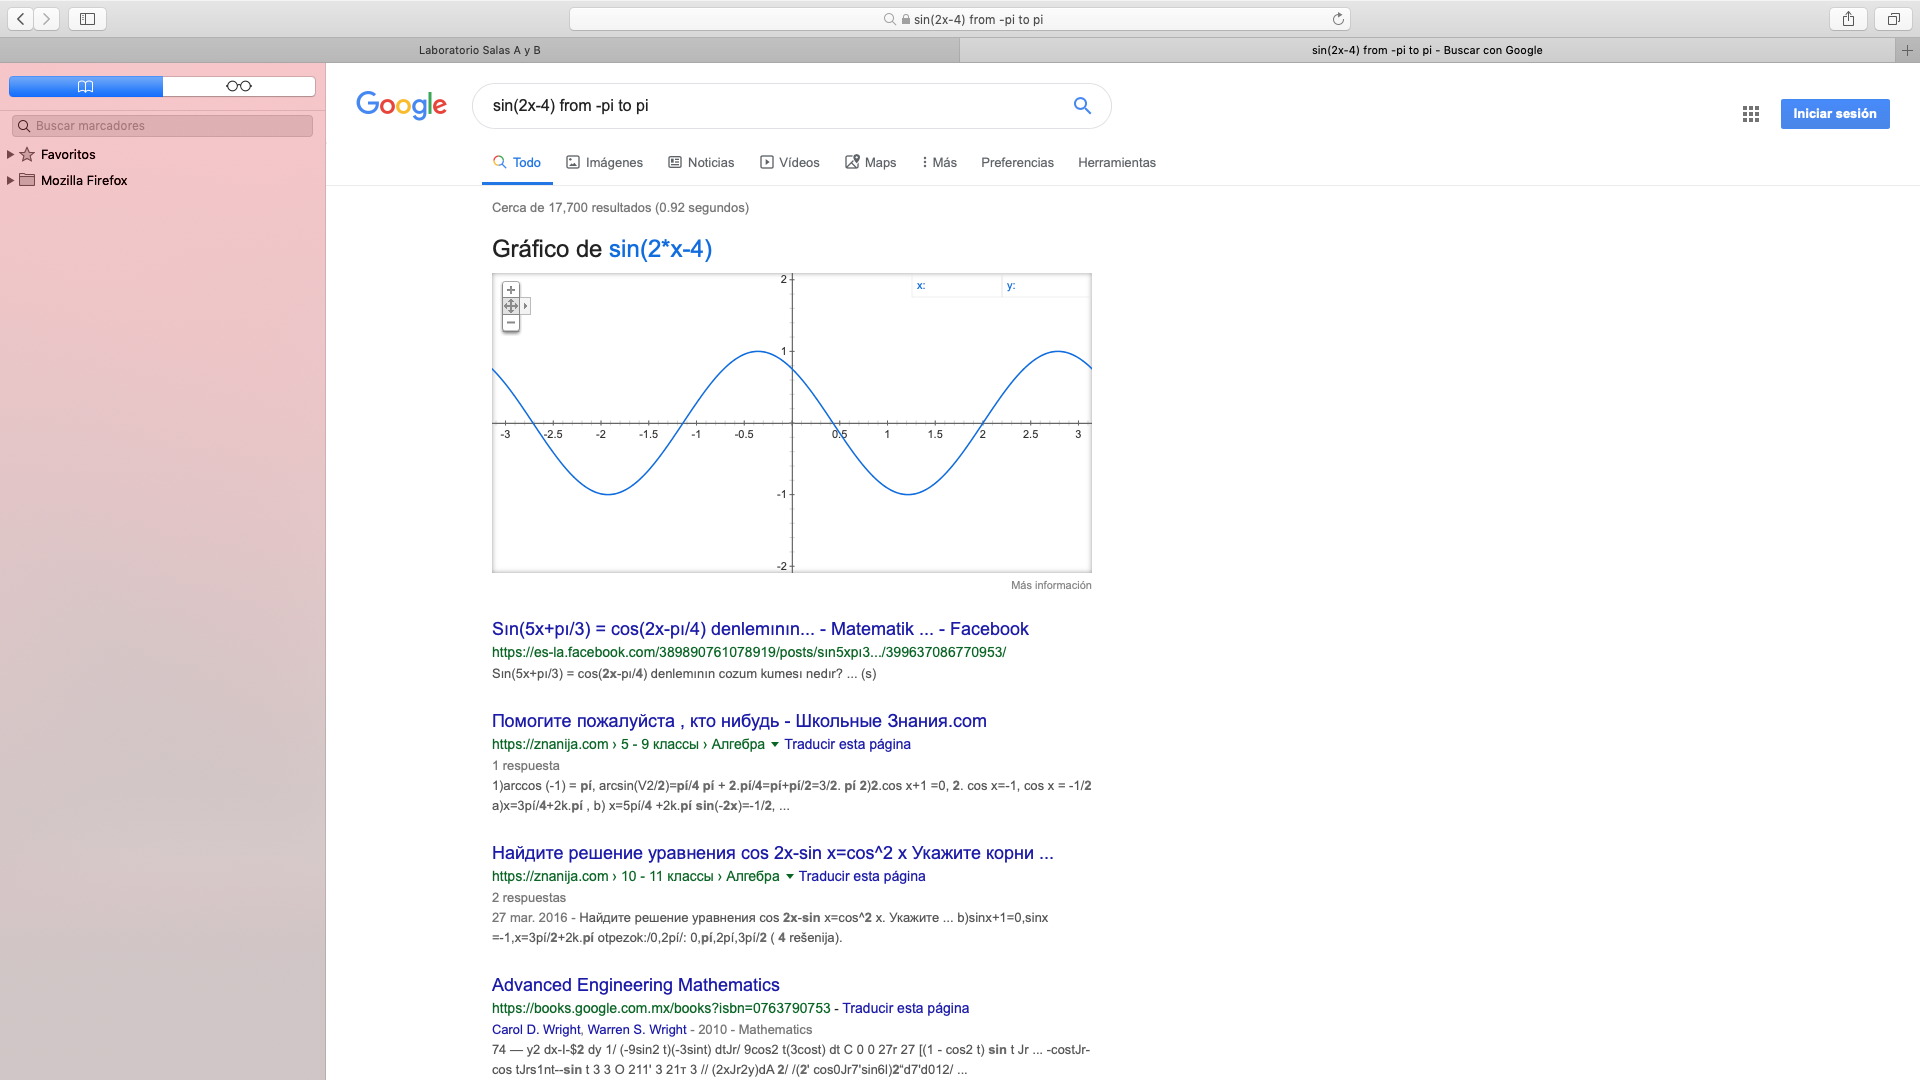 sin(2x-4) from -pi to pi
Laboratorio Salas A y B
sin(2x-4) from -pi to pi - Buscar con Google
Buscar marcadores
Favoritos
Mozilla Firefox
Google
sin(2x-4) from -pi to pi
Iniciar sesión
Todo Imágenes Noticias Vídeos Maps Más Preferencias Herramientas
Cerca de 17,700 resultados (0.92 segundos)
Gráfico de sin(2*x-4)
x: y:
2
1
-3 -2.5 -2 -1.5 -1 -0.5 0.5 1 1.5 2 2.5 3
-1
-2
Más información
Sın(5x+pı/3) = cos(2x-pı/4) denlemının... - Matematik ... - Facebook
https://es-la.facebook.com/389890761078919/posts/sın5xpı3.../399637086770953/
Sın(5x+pı/3) = cos(2x-pı/4) denlemının cozum kumesı nedır? ... (s)
Помогите пожалуйста , кто нибудь - Школьные Знания.com
https://znanija.com › 5 - 9 классы › Алгебра Traducir esta página
1 respuesta
1)arccos (-1) = pí, arcsin(V2/2)=pí/4 pí + 2.pí/4=pí+pí/2=3/2. pí 2)2.cos x+1 =0, 2. cos x=-1, cos x = -1/2
a)x=3pí/4+2k.pí , b) x=5pí/4 +2k.pí sin(-2x)=-1/2, ...
Найдите решение уравнения cos 2x-sin x=cos^2 x Укажите корни ...
https://znanija.com › 10 - 11 классы › Алгебра Traducir esta página
2 respuestas
27 mar. 2016 - Найдите решение уравнения cos 2x-sin x=cos^2 x. Укажите ... b)sinx+1=0,sinx
=-1,x=3pí/2+2k.pí otpezok:/0,2pí/: 0,pí,2pí,3pí/2 ( 4 rešenija).
Advanced Engineering Mathematics
https://books.google.com.mx/books?isbn=0763790753 - Traducir esta página
Carol D. Wright, Warren S. Wright - 2010 - Mathematics
74 — y2 dx-I-$2 dy 1/ (-9sin2 t)(-3sint) dtJr/ 9cos2 t(3cost) dt C 0 0 27r 27 [(1 - cos2 t) sin t Jr ... -costJr-
cos tJrs1nt--sin t 3 3 O 211' 3 21т 3 // (2xJr2y)dA 2/ /(2' cos0Jr7'sin6l)2"d7'd012/ ...